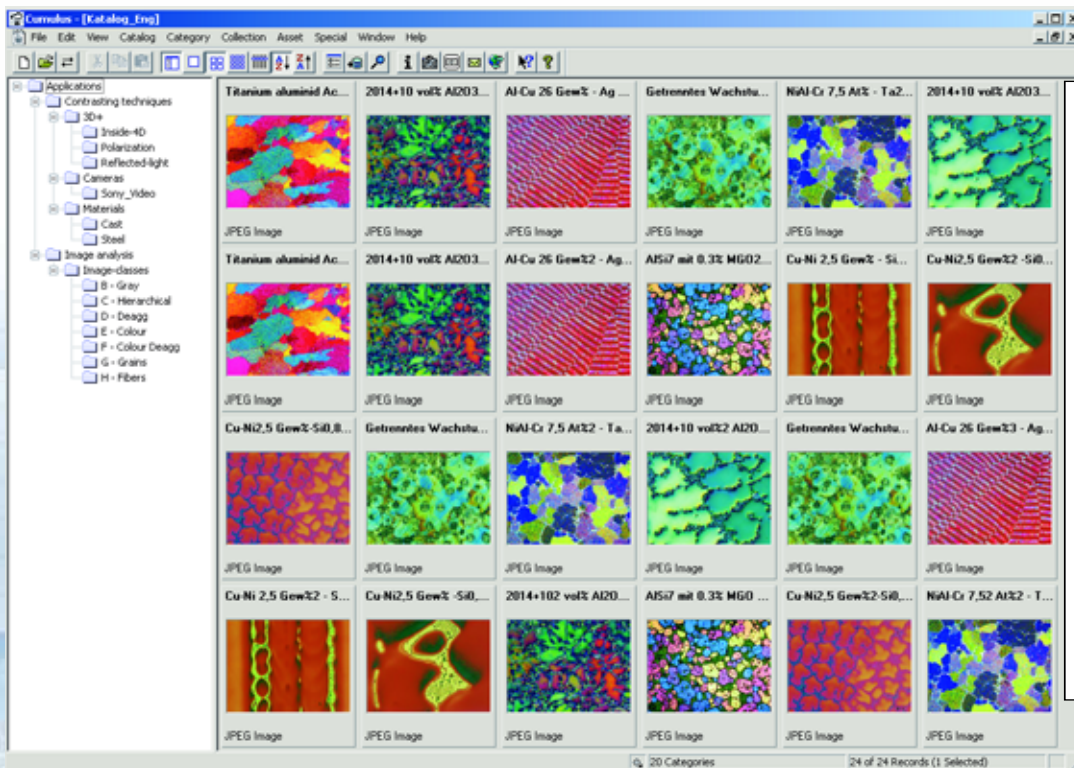 Cumulus - [Katalog_Eng]
File Edit View Catalog Category Collection Asset Special Window Help
Applications
Contrasting techniques
3D+
Inside-4D
Polarization
Reflected-light
Cameras
Sony_Video
Materials
Cast
Steel
Image analysis
Image-classes
B - Gray
C - Hierarchical
D - Deagg
E - Colour
F - Colour Deagg
G - Grains
H - Fibers
Titanium aluminid Ac... 2014+10 vol% Al2O3... Al-Cu 26 Gew% - Ag ... Getrenntes Wachstu... NiAl-Cr 7,5 At% - Ta2... 2014+10 vol% Al2O3...
JPEG Image JPEG Image JPEG Image JPEG Image JPEG Image JPEG Image
Titanium aluminid Ac... 2014+10 vol% Al2O3... Al-Cu 26 Gew%2 - Ag... AlSi7 mit 0.3% MGO2... Cu-Ni 2,5 Gew% - Si... Cu-Ni2,5 Gew%2 -Si0...
JPEG Image JPEG Image JPEG Image JPEG Image JPEG Image JPEG Image
Cu-Ni2,5 Gew%-Si0,8... Getrenntes Wachstu... NiAl-Cr 7,5 At%2 - Ta... 2014+10 vol%2 Al2O... Getrenntes Wachstu... Al-Cu 26 Gew%3 - Ag...
JPEG Image JPEG Image JPEG Image JPEG Image JPEG Image JPEG Image
Cu-Ni 2,5 Gew%2 - S... Cu-Ni2,5 Gew% -Si0,... 2014+102 vol% Al2O... AlSi7 mit 0.3% MGO ... Cu-Ni2,5 Gew%2-Si0,... NiAl-Cr 7,52 At%2 - T...
JPEG Image JPEG Image JPEG Image JPEG Image JPEG Image JPEG Image
20 Categories 24 of 24 Records (1 Selected)